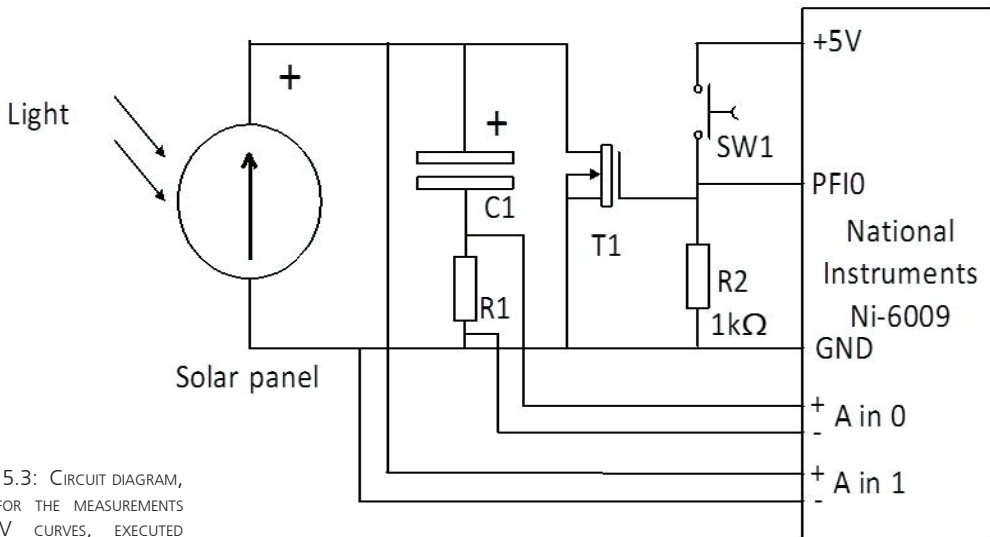 +5V
+
Light
+
SW1
C1
PFI0
T1
National
Instruments
Ni-6009
R1
R2
1kΩ
GND
Solar panel
+
A in 0
-
+
A in 1
-
5.3: CIRCUIT DIAGRAM,
FOR THE MEASUREMENTS
V CURVES, EXECUTED